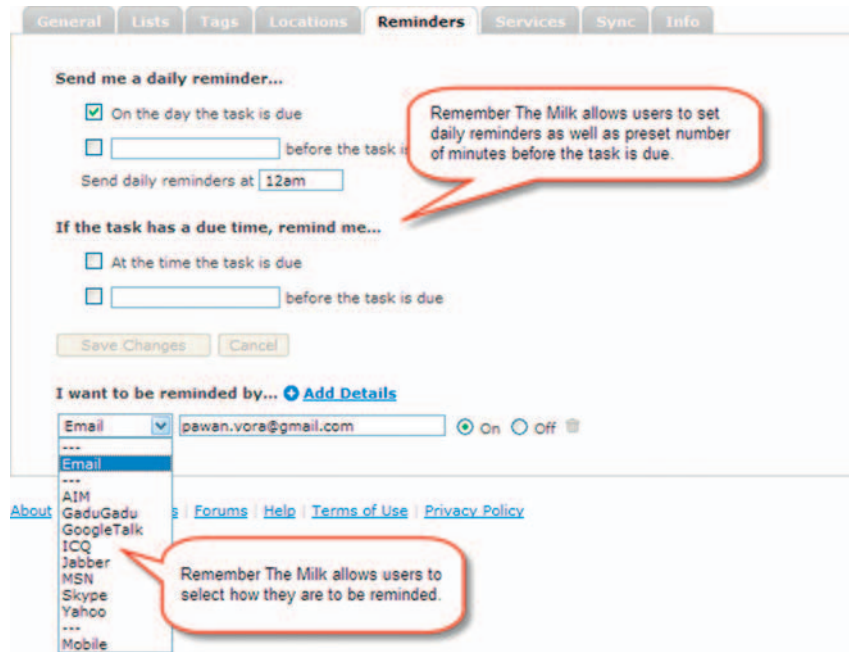 General Lists Tags Locations Reminders Services Sync Info
Send me a daily reminder...
On the day the task is due
before the task i
Send daily reminders at 12am
Remember The Milk allows users to set
daily reminders as well as preset number
of minutes before the task is due.
If the task has a due time, remind me...
At the time the task is due
before the task is due
Save Changes Cancel
I want to be reminded by... Add Details
Email pawan.vora@gmail.com On Off
---
Email
---
AIM
GaduGadu
GoogleTalk
ICQ
Jabber
MSN
Skype
Yahoo
---
Mobile
About s Forums Help Terms of Use Privacy Policy
Remember The Milk allows users to
select how they are to be reminded.